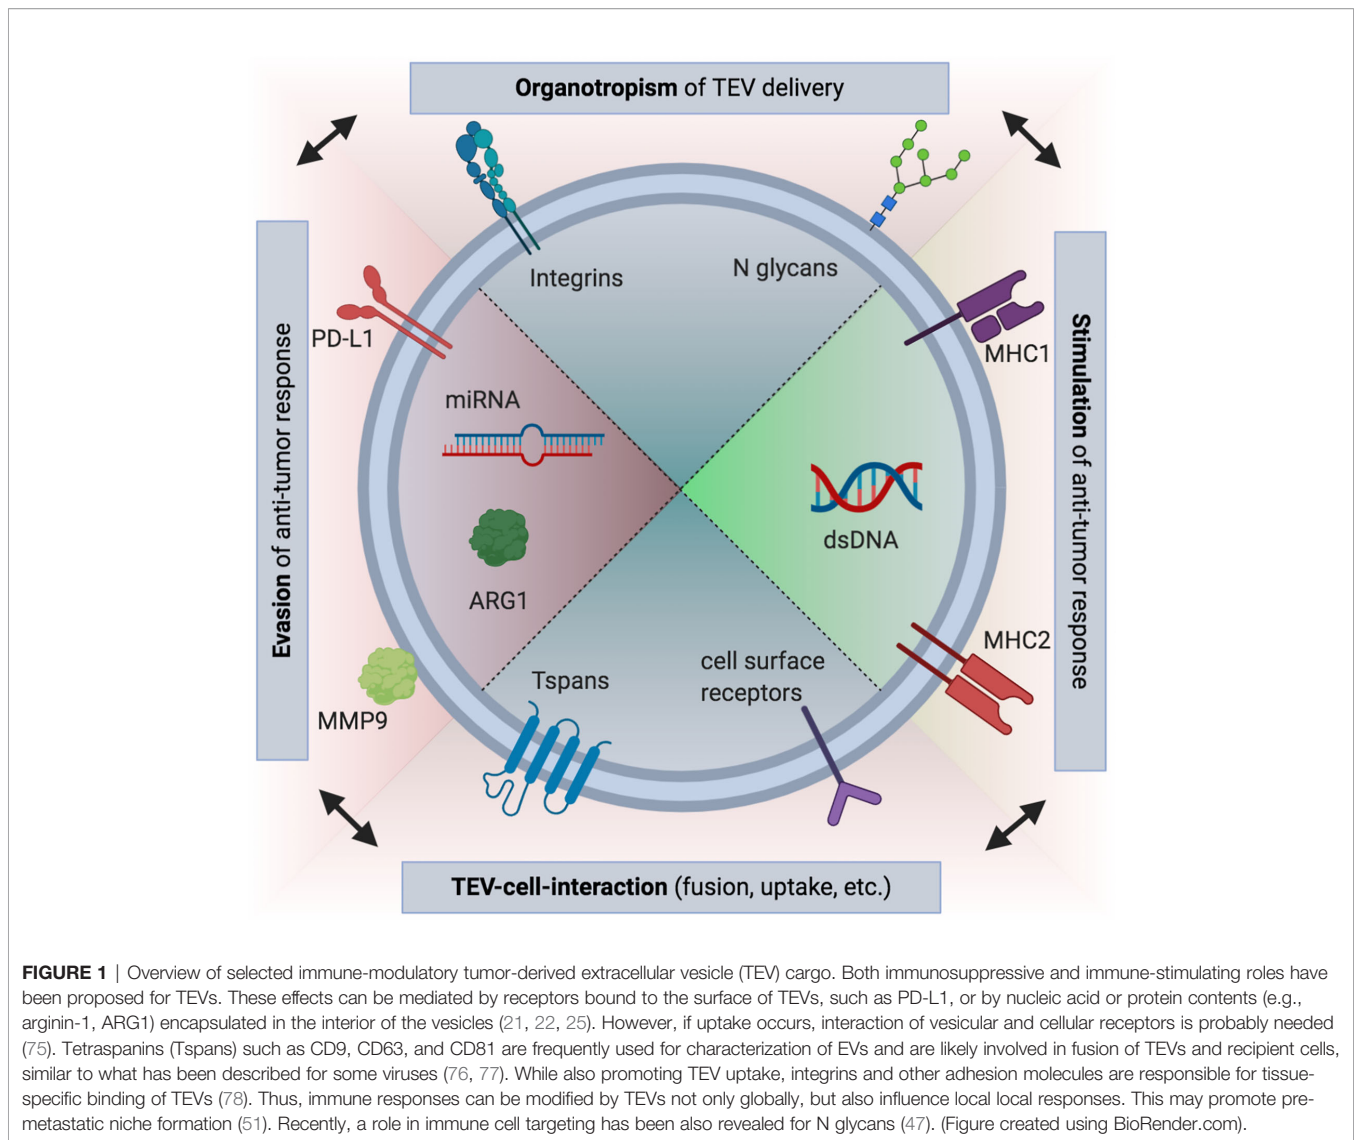 Organotropism of TEV delivery
Integrins
N glycans
PD-L1
MHC1
Evasion of anti-tumor response
Stimulation of anti-tumor response
miRNA
dsDNA
ARG1
MHC2
cell surface
receptors
Tspans
MMP9
TEV-cell-interaction (fusion, uptake, etc.)
FIGURE 1 | Overview of selected immune-modulatory tumor-derived extracellular vesicle (TEV) cargo. Both immunosuppressive and immune-stimulating roles have
been proposed for TEVs. These effects can be mediated by receptors bound to the surface of TEVs, such as PD-L1, or by nucleic acid or protein contents (e.g.,
arginin-1, ARG1) encapsulated in the interior of the vesicles (21, 22, 25). However, if uptake occurs, interaction of vesicular and cellular receptors is probably needed
(75). Tetraspanins (Tspans) such as CD9, CD63, and CD81 are frequently used for characterization of EVs and are likely involved in fusion of TEVs and recipient cells,
similar to what has been described for some viruses (76, 77). While also promoting TEV uptake, integrins and other adhesion molecules are responsible for tissue-
specific binding of TEVs (78). Thus, immune responses can be modified by TEVs not only globally, but also influence local local responses. This may promote pre-
metastatic niche formation (51). Recently, a role in immune cell targeting has been also revealed for N glycans (47). (Figure created using BioRender.com).